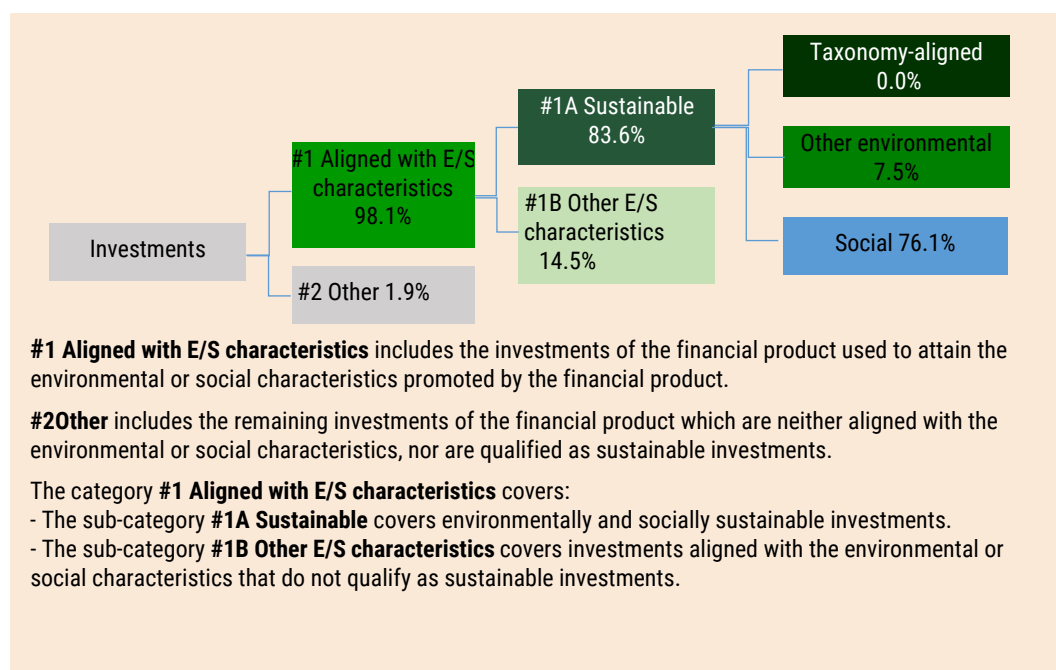 Taxonomy-aligned
0.0%
#1A Sustainable
83.6%
Other environmental
7.5%
#1 Aligned with E/S
characteristics
98.1%
#1B Other E/S
characteristics
14.5%
Investments
Social 76.1%
#2 Other 1.9%
#1 Aligned with E/S characteristics includes the investments of the financial product used to attain the
environmental or social characteristics promoted by the financial product.
#2Other includes the remaining investments of the financial product which are neither aligned with the
environmental or social characteristics, nor are qualified as sustainable investments.
The category #1 Aligned with E/S characteristics covers:
- The sub-category #1A Sustainable covers environmentally and socially sustainable investments.
- The sub-category #1B Other E/S characteristics covers investments aligned with the environmental or
social characteristics that do not qualify as sustainable investments.